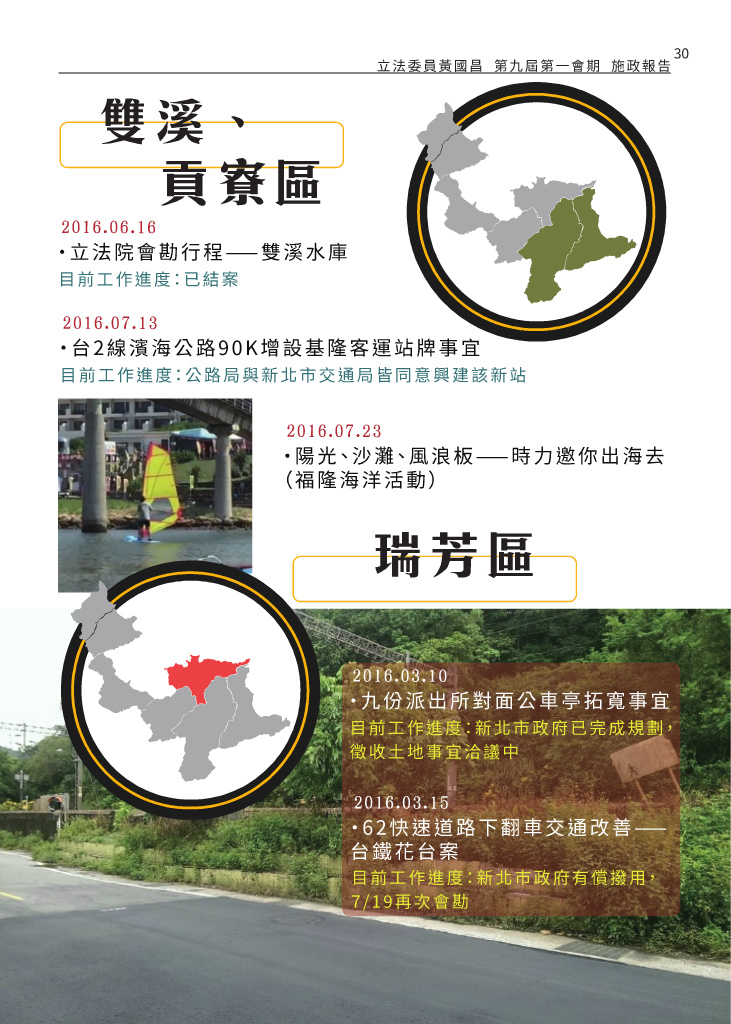 30
立法委員黃國昌 第九屆第一會期 施政報告
雙溪、
貢寮區
2016.06.16
·立法院會勘行程——雙溪水庫
目前工作進度：已結案
2016.07.13
·台2線濱海公路90K增設基隆客運站牌事宜
目前工作進度：公路局與新北市交通局皆同意興建該新站
2016.07.23
·陽光、沙灘、風浪板——時力邀你出海去
（福隆海洋活動）
瑞芳區
2016.03.10
·九份派出所對面公車亭拓寬事宜
目前工作進度：新北市政府已完成規劃，
徵收土地事宜洽議中
2016.03.15
·62快速道路下翻車交通改善——
台鐵花台案
目前工作進度：新北市政府有償撥用，
7/19再次會勘